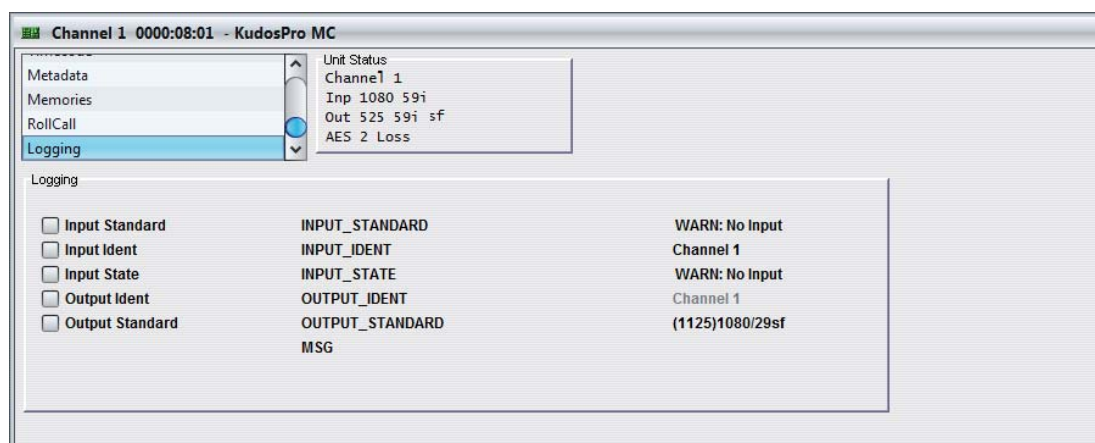 Channel 1 0000:08:01 - KudosPro MC
Metadata
Memories
RollCall
Logging
Unit Status
Channel 1
Inp 1080 59i
Out 525 59i sf
AES 2 Loss
Logging
Input Standard INPUT_STANDARD WARN: No Input
Input Ident INPUT_IDENT Channel 1
Input State INPUT_STATE WARN: No Input
Output Ident OUTPUT_IDENT Channel 1
Output Standard OUTPUT_STANDARD (1125)1080/29sf
MSG